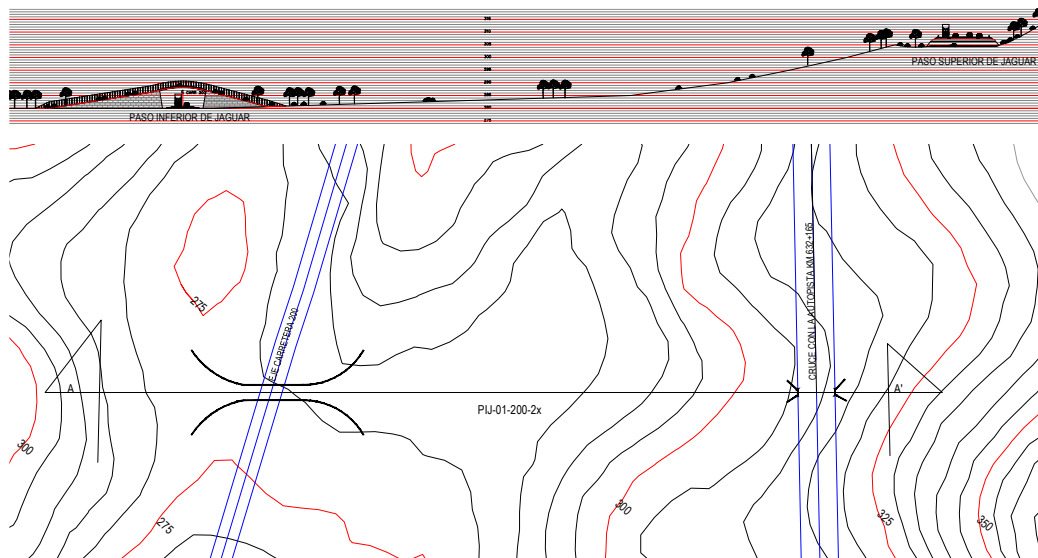 PASO SUPERIOR DE JAGUAR
PASO INFERIOR DE JAGUAR
275
EJE CARRETERA 200
CRUCE CON LA AUTOPISTA KM 632+165
A
A'
PIJ-01-200-2x
300
275
300
325
350